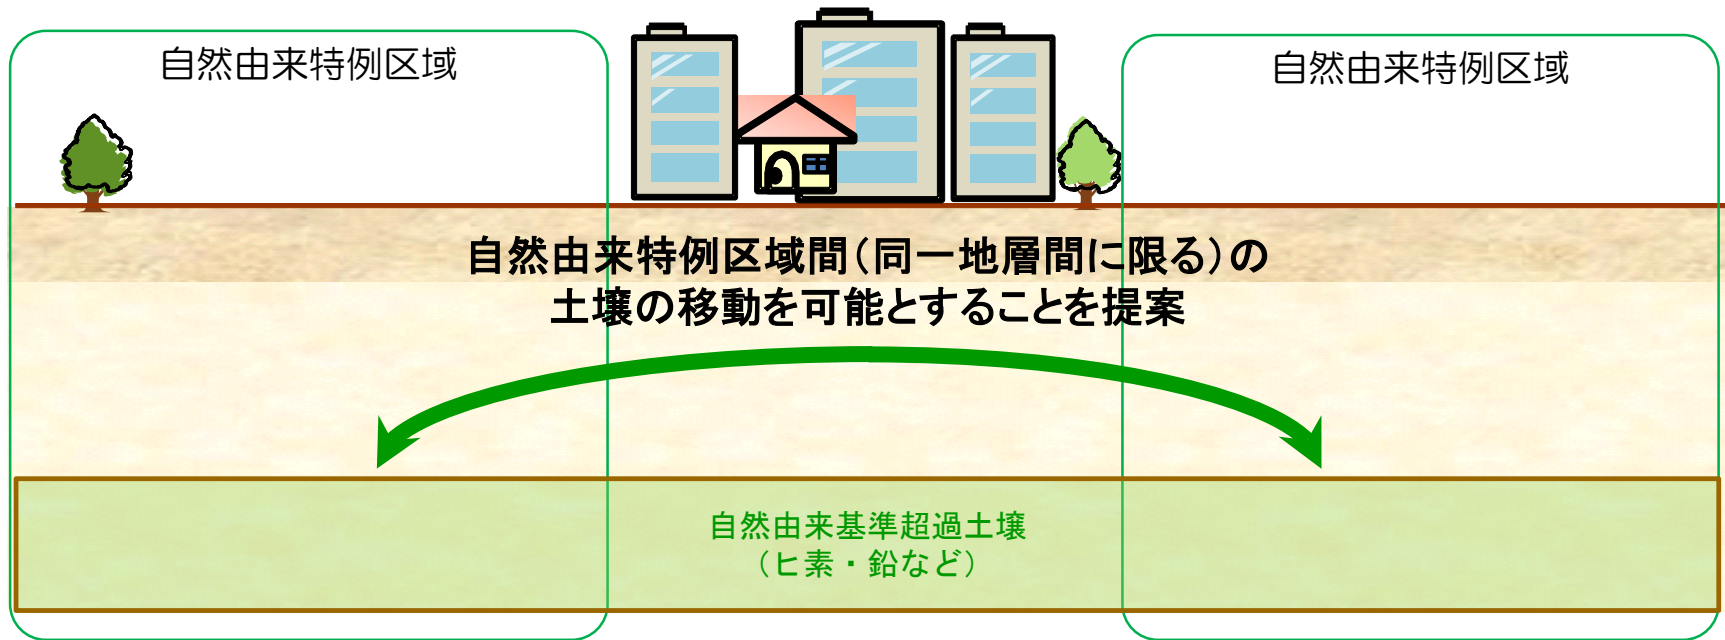 自然由来特例区域
自然由来特例区域
自然由来特例区域間(同一地層間に限る)の
土壌の移動を可能とすることを提案
自然由来基準超過土壌
(ヒ素・鉛など)